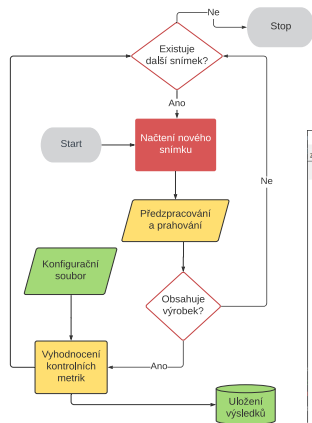 Ne
Stop
Existuje
další snímek?
Ano
Start
Načtení nového
snímku
Ne
Předzpracování
a prahování
Konfigurační
soubor
Obsahuje
výrobek?
Vyhodnocení
kontrolních
metrik
Ano
Uložení
výsledků